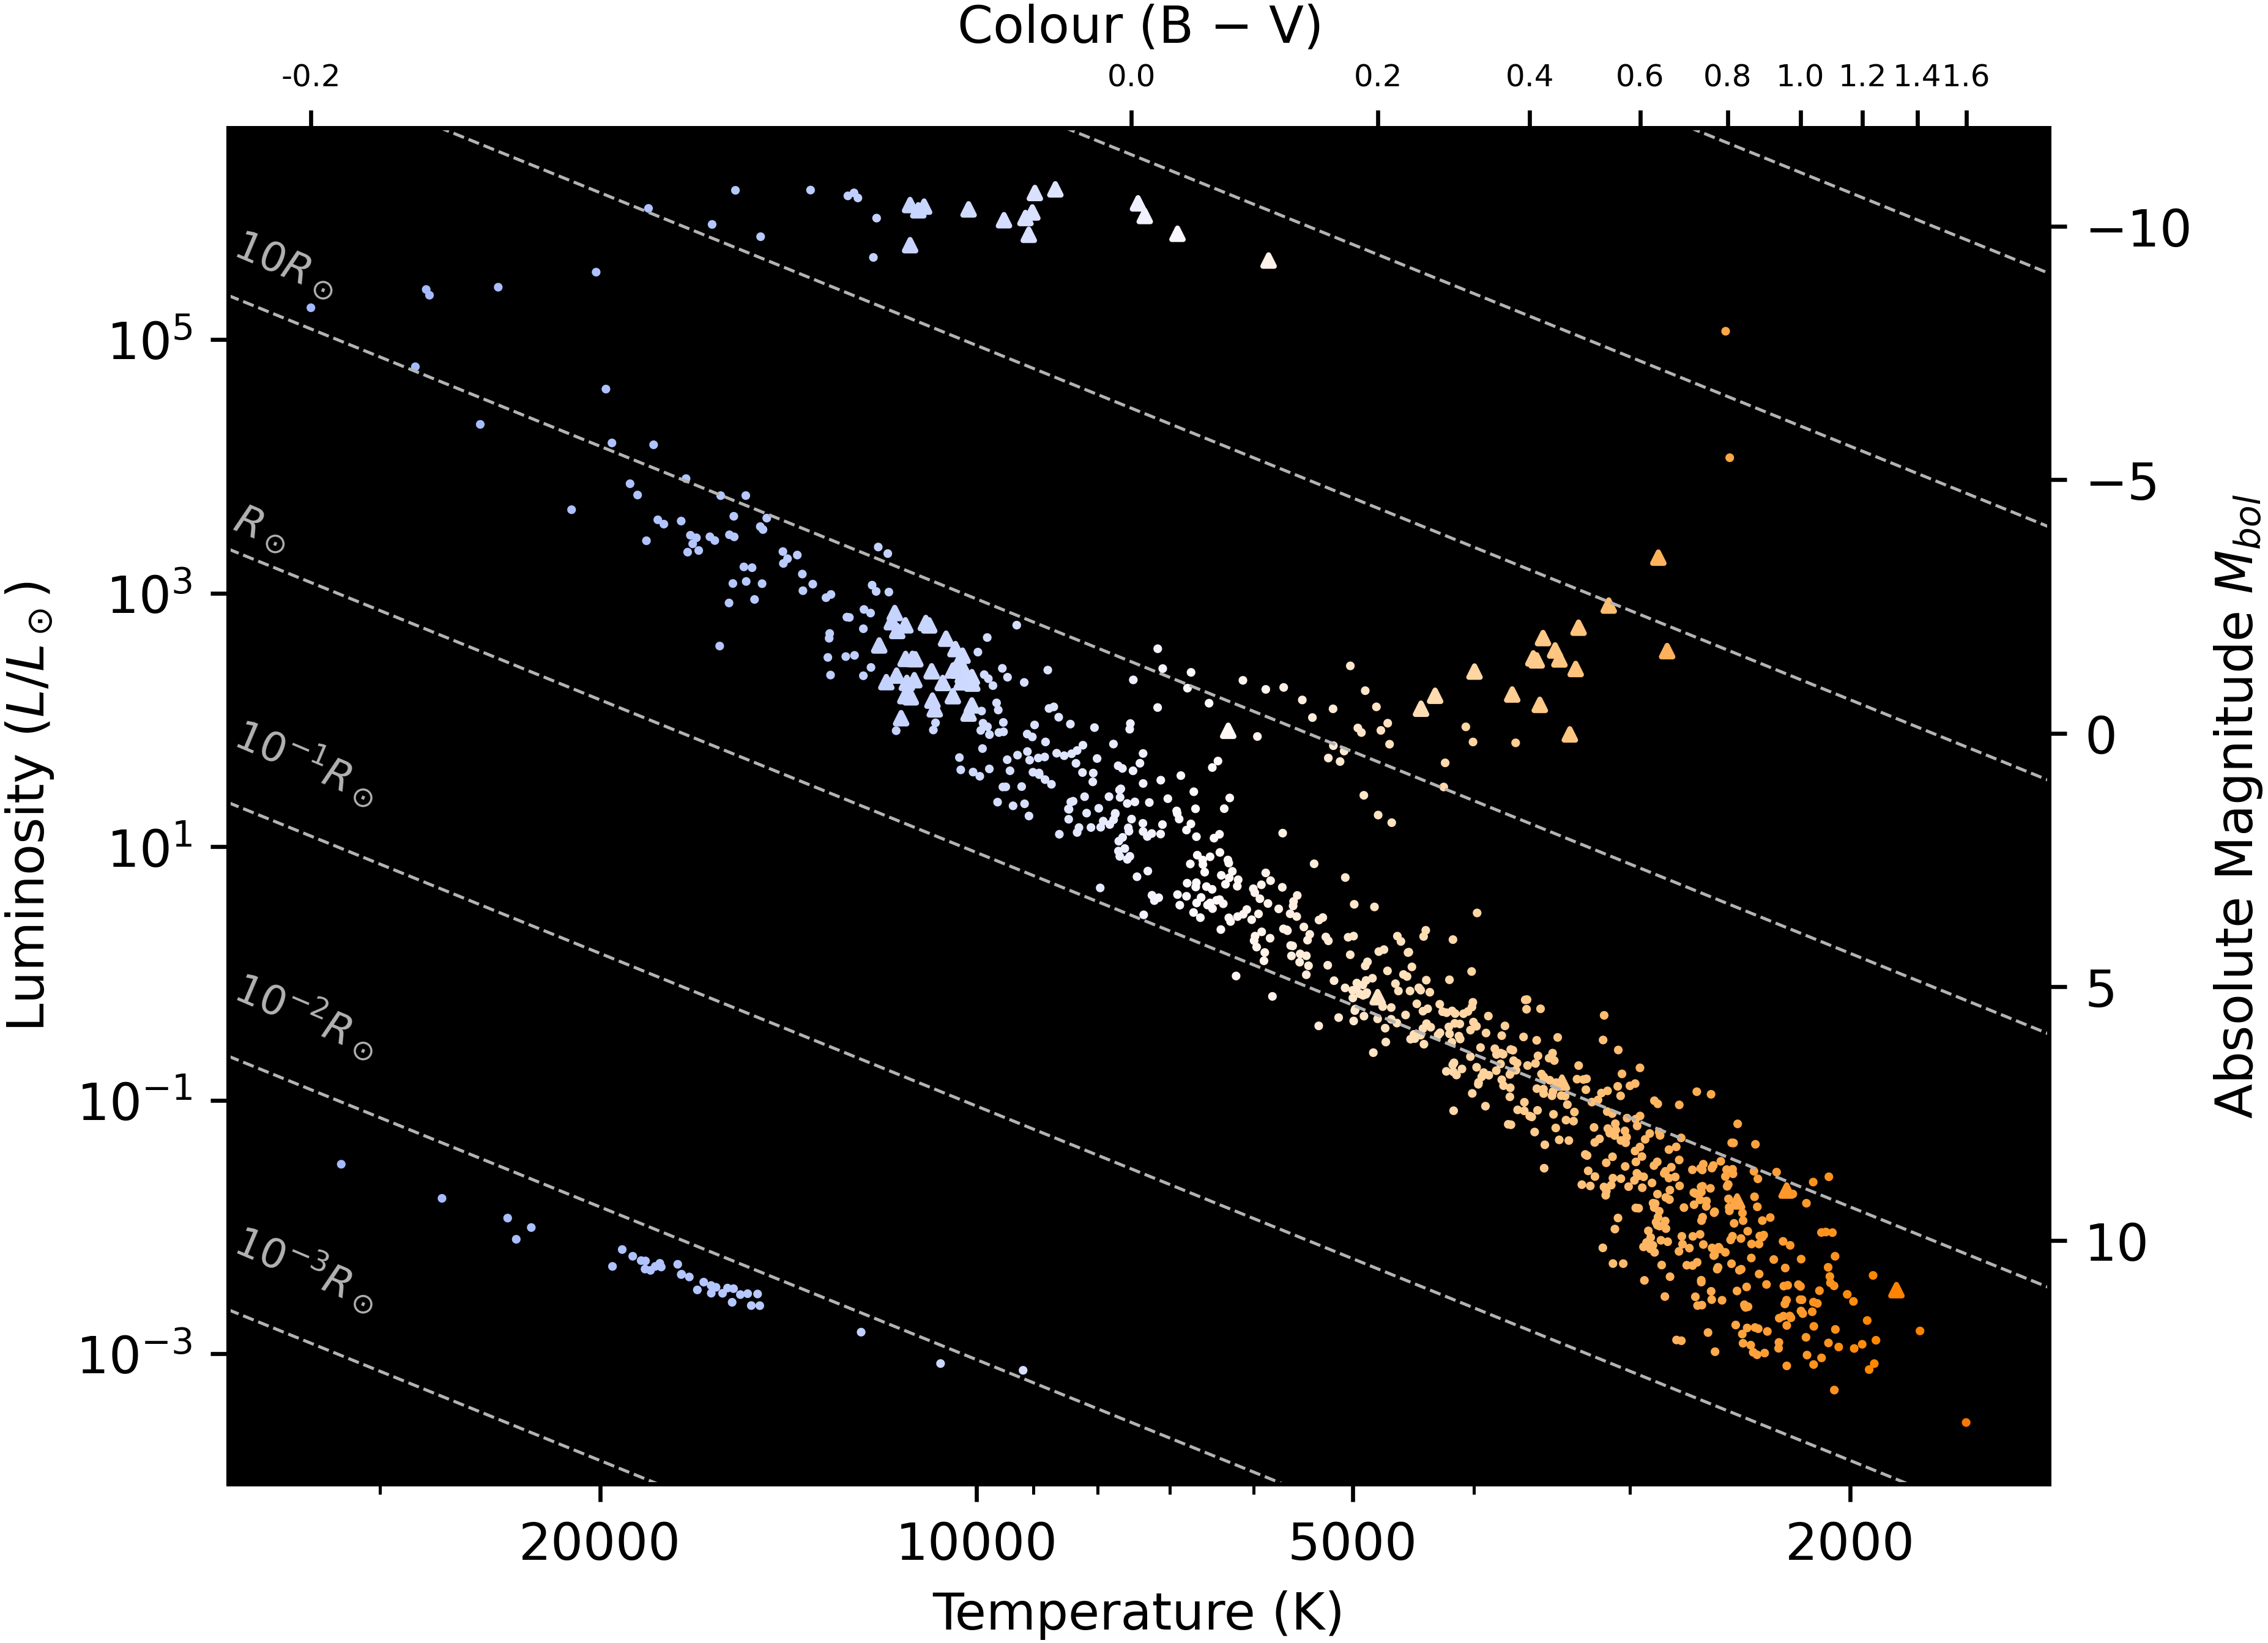 Colour (B − V)
-0.2 0.0 0.2 0.4 0.6 0.8 1.0 1.2 1.4 1.6
Luminosity (L/L⊙)
10⁵
10³
10¹
10⁻¹
10⁻³
10R⊙
R⊙
10⁻¹R⊙
10⁻²R⊙
10⁻³R⊙
−10
−5
0
5
10
Absolute Magnitude M_bol
20000 10000 5000 2000
Temperature (K)